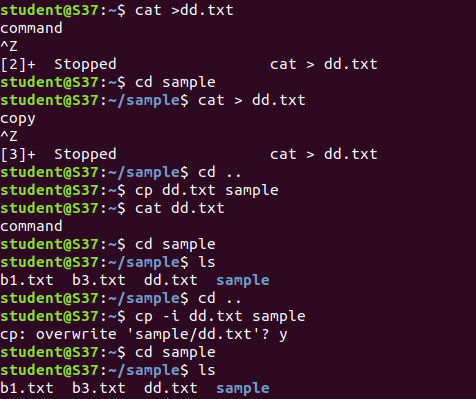 student@S37:~$ cat >dd.txt
command
^Z
[2]+  Stopped                 cat > dd.txt
student@S37:~$ cd sample
student@S37:~/sample$ cat > dd.txt
copy
^Z
[3]+  Stopped                 cat > dd.txt
student@S37:~/sample$ cd ..
student@S37:~$ cp dd.txt sample
student@S37:~$ cat dd.txt
command
student@S37:~$ cd sample
student@S37:~/sample$ ls
b1.txt  b3.txt  dd.txt  sample
student@S37:~/sample$ cd ..
student@S37:~$ cp -i dd.txt sample
cp: overwrite 'sample/dd.txt'? y
student@S37:~$ cd sample
student@S37:~/sample$ ls
b1.txt  b3.txt  dd.txt  sample